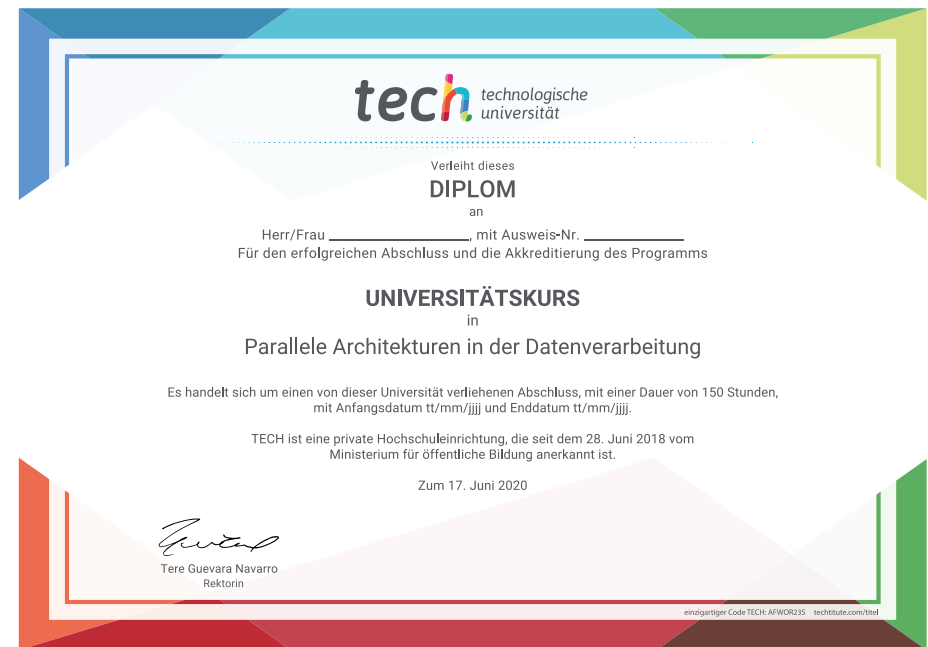 tech technologische
universität
Verleiht dieses
DIPLOM
an
Herr/Frau ____________, mit Ausweis-Nr. ____________
Für den erfolgreichen Abschluss und die Akkreditierung des Programms
UNIVERSITÄTSKURS
in
Parallele Architekturen in der Datenverarbeitung
Es handelt sich um einen von dieser Universität verliehenen Abschluss, mit einer Dauer von 150 Stunden,
mit Anfangsdatum tt/mm/jjjj und Enddatum tt/mm/jjjj.
TECH ist eine private Hochschuleinrichtung, die seit dem 28. Juni 2018 vom
Ministerium für öffentliche Bildung anerkannt ist.
Zum 17. Juni 2020
Tere Guevara Navarro
Rektorin
einzigartiger Code TECH: AFWOR235 techtitute.com/titel